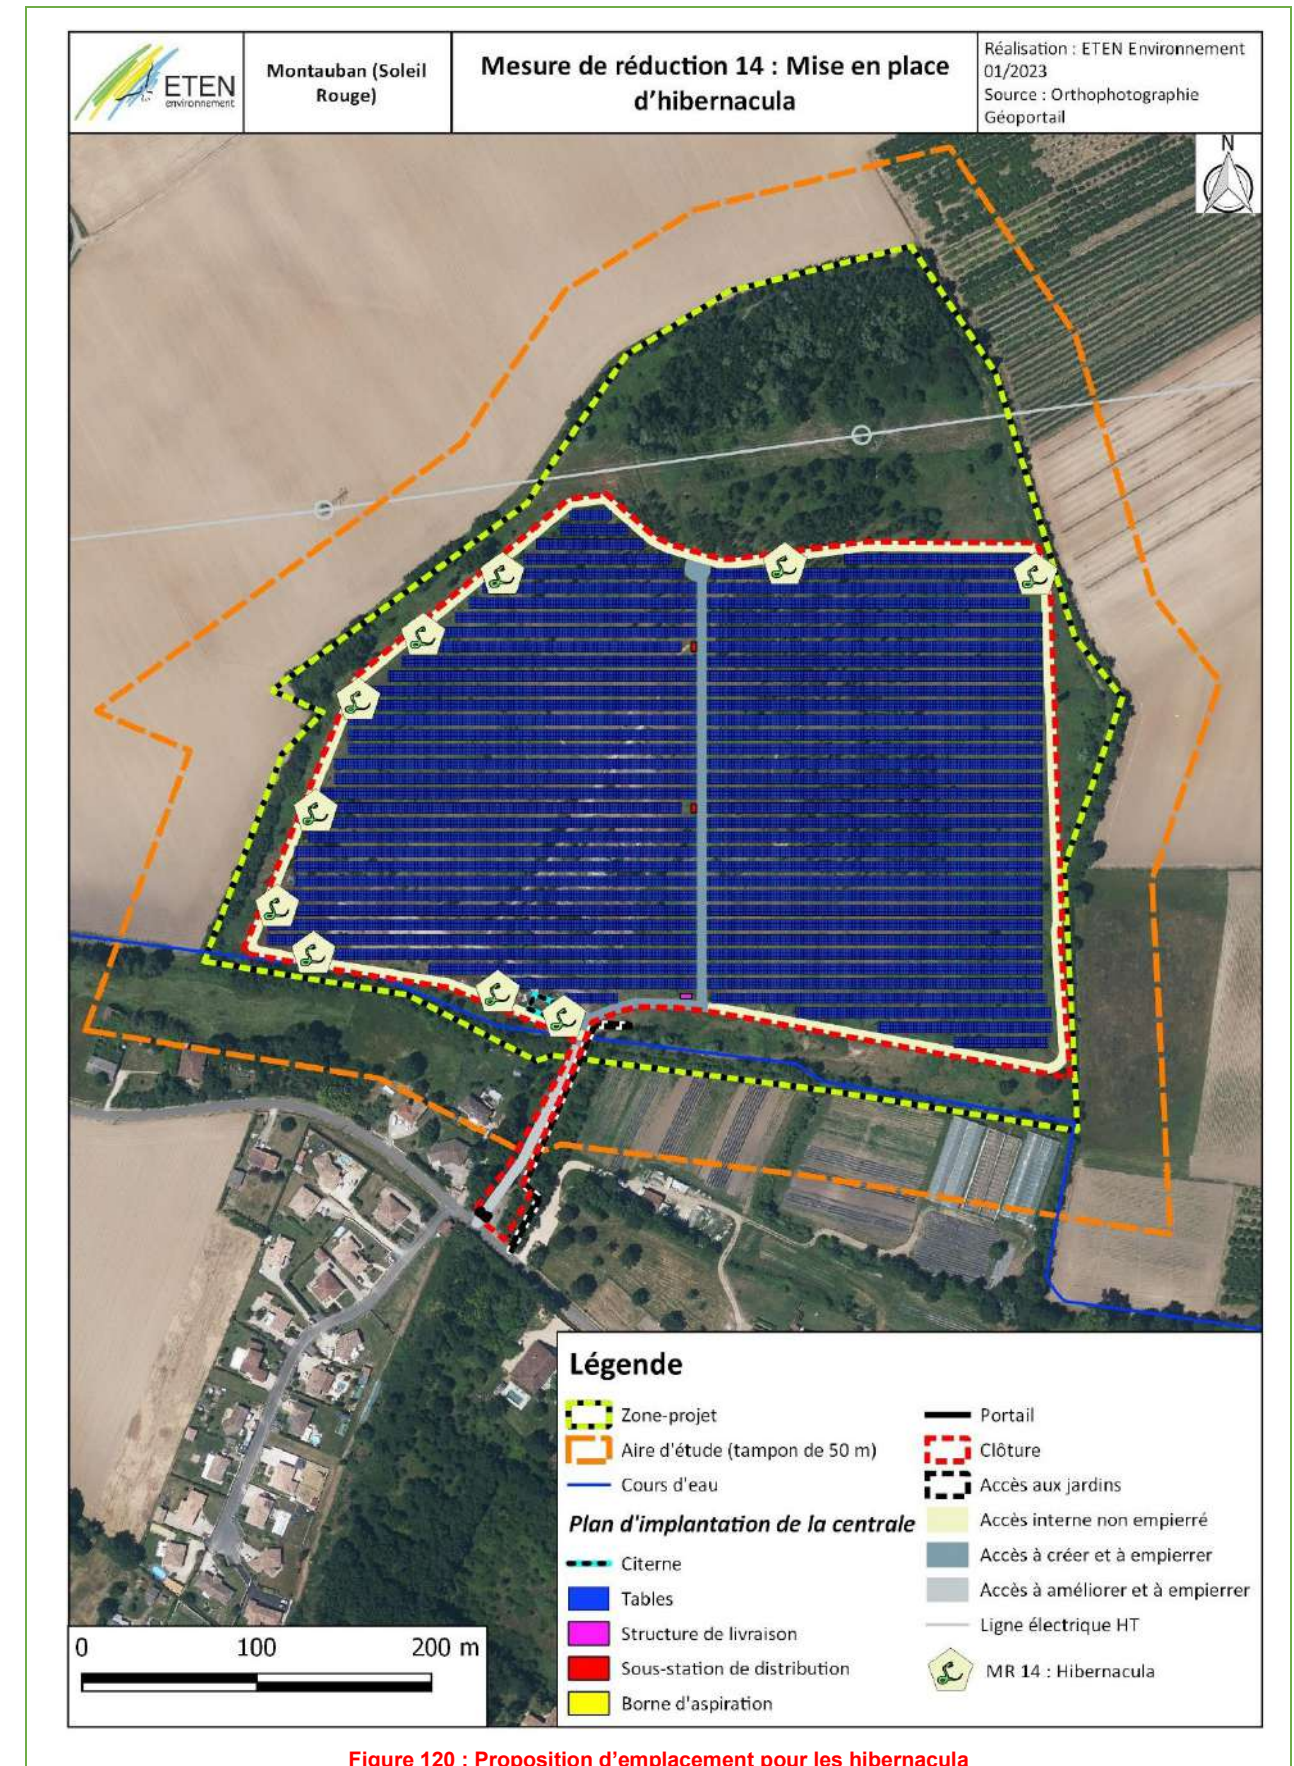 ETEN
environnement
Montauban (Soleil
Rouge)
Mesure de réduction 14 : Mise en place
d'hibernacula
Réalisation : ETEN Environnement
01/2023
Source : Orthophotographie
Géoportail
N
Légende
Zone-projet
Aire d'étude (tampon de 50 m)
Cours d'eau
Plan d'implantation de la centrale
Citerne
Tables
Structure de livraison
Sous-station de distribution
Borne d'aspiration
Portail
Clôture
Accès aux jardins
Accès interne non empierré
Accès à créer et à empierrer
Accès à améliorer et à empierrer
Ligne électrique HT
MR 14 : Hibernacula
0 100 200 m
Figure 120 : Proposition d'emplacement pour les hibernacula